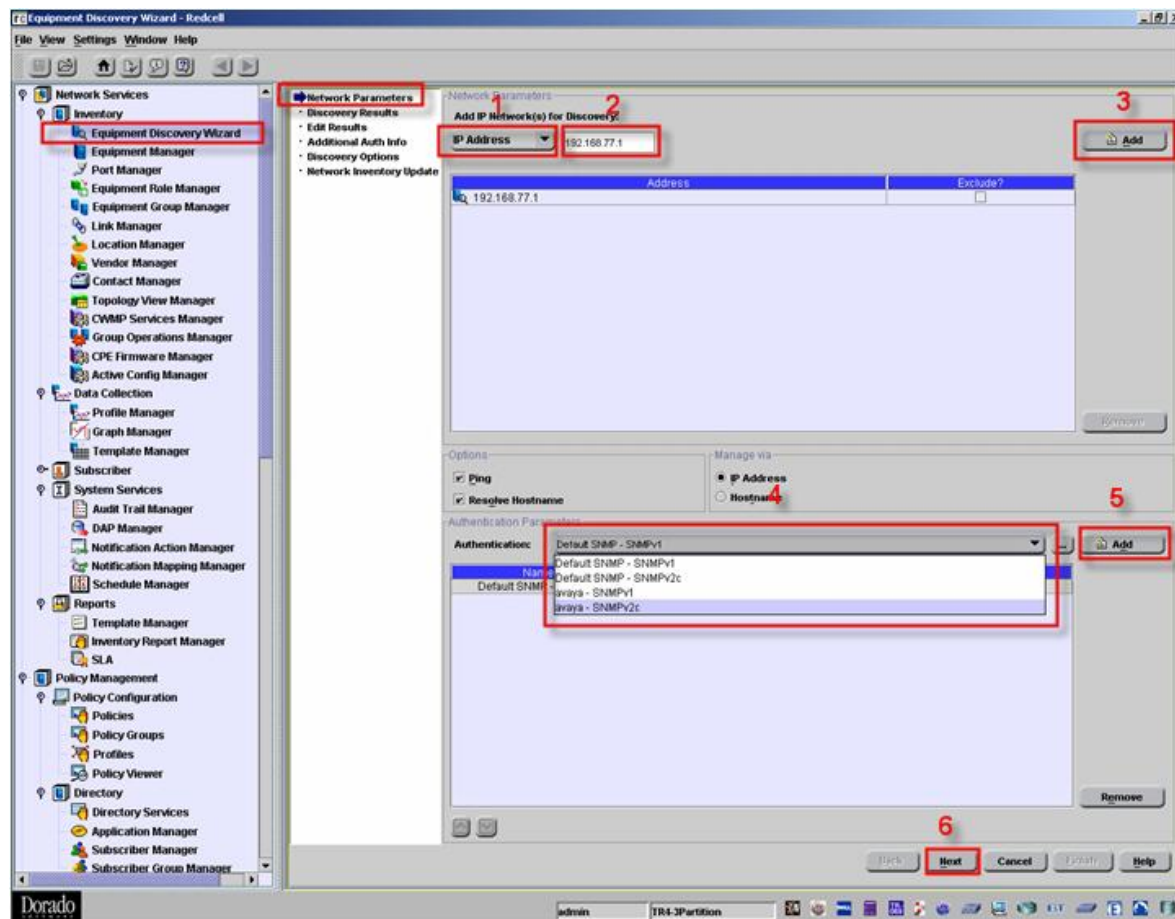 Equipment Discovery Wizard - Redcell
File View Settings Window Help
Network Services
Inventory
Equipment Discovery Wizard
Equipment Manager
Port Manager
Equipment Role Manager
Equipment Group Manager
Link Manager
Location Manager
Vendor Manager
Contact Manager
Topology View Manager
CWMP Services Manager
Group Operations Manager
CPE Firmware Manager
Active Config Manager
Data Collection
Profile Manager
Graph Manager
Template Manager
Subscriber
System Services
Audit Trail Manager
DAP Manager
Notification Action Manager
Notification Mapping Manager
Schedule Manager
Reports
Template Manager
Inventory Report Manager
SLA
Policy Management
Policy Configuration
Policies
Policy Groups
Profiles
Policy Viewer
Directory
Directory Services
Application Manager
Subscriber Manager
Subscriber Group Manager
Network Parameters
Discovery Results
Edit Results
Additional Auth Info
Discovery Options
Network Inventory Update
Network Parameters
Add IP Network(s) for Discovery:
1 2 3
IP Address 192.168.77.1 Add
Address Exclude?
192.168.77.1
Remove
Options
Ping
Resolve Hostname
Manage via
IP Address
Hostname
4 5
Authentication Parameters
Authentication: Default SNMP - SNMPv1 ... Add
Default SNMP - SNMPv1
Default SNMP - SNMPv2c
avaya - SNMPv1
avaya - SNMPv2c
Name
Default SNMP -
Remove
6
Back Next Cancel Finish Help
Dorado
admin TR4-3Partition